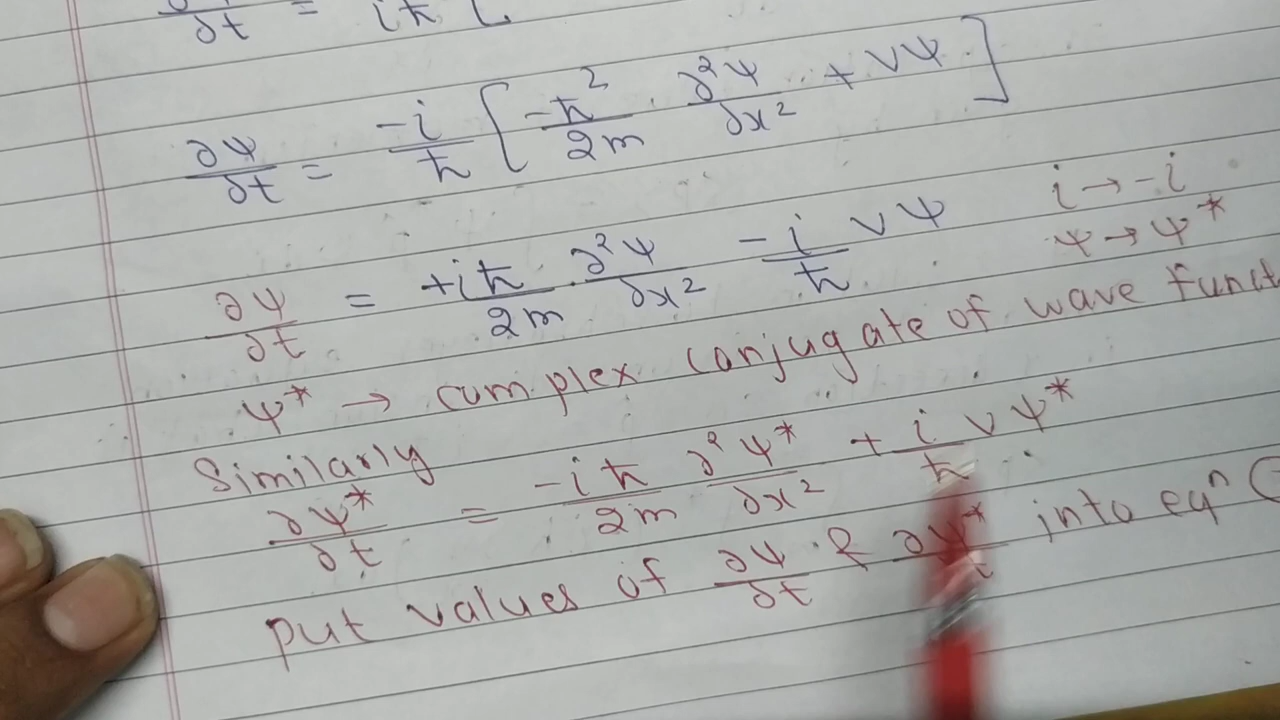 ∂t = iħ [
∂ψ/∂t = -i/ħ [ -ħ²/2m · ∂²ψ/∂x² + Vψ ]
i → -i
∂ψ/∂t = +iħ/2m · ∂²ψ/∂x² - i/ħ Vψ
ψ → ψ*
ψ* → complex conjugate of wave funct
Similarly
∂ψ*/∂t = -iħ/2m ∂²ψ*/∂x² + i/ħ Vψ*
put values of ∂ψ/∂t & ∂ψ*/∂t into eqⁿ